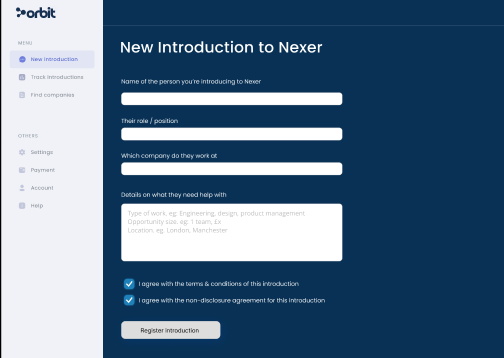 orbit
MENU
New Introduction
Track Introductions
Find companies
OTHERS
Settings
Payment
Account
Help
New Introduction to Nexer
Name of the person you're introducing to Nexer
Their role / position
Which company do they work at
Details on what they need help with
Type of work, eg: Engineering, design, product management
Opportunity size. eg: 1 team, £x
Location. eg. London, Manchester
I agree with the terms & conditions of this introduction
I agree with the non-disclosure agreement for this introduction
Register introduction